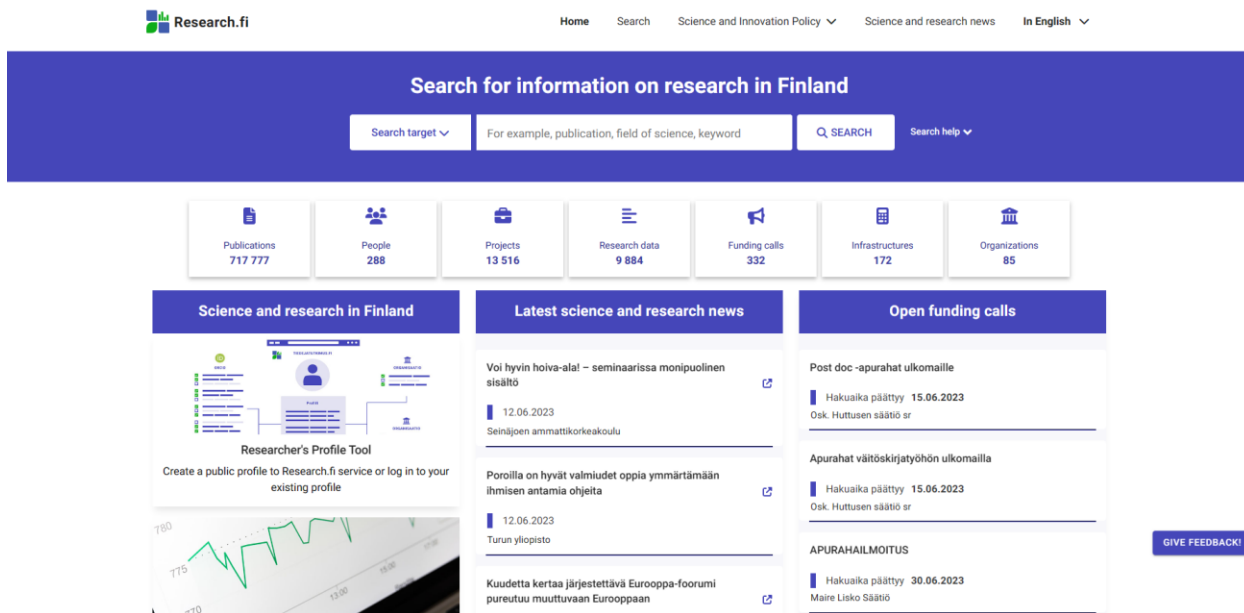 Research.fi
Home
Search
Science and Innovation Policy
Science and research news
In English
Search for information on research in Finland
Search target
For example, publication, field of science, keyword
SEARCH
Search help
Publications
717 777
People
288
Projects
13 516
Research data
9 884
Funding calls
332
Infrastructures
172
Organizations
85
Science and research in Finland
ORGANISAATIO
ORGANISAATIO
Researcher's Profile Tool
Create a public profile to Research.fi service or log in to your
existing profile
780
775
770
13:00
15:00
17:00
Latest science and research news
Voi hyvin hoiva-ala! – seminaarissa monipuolinen
sisältö
12.06.2023
Seinäjoen ammattikorkeakoulu
Poroilla on hyvät valmiudet oppia ymmärtämään
ihmisen antamia ohjeita
12.06.2023
Turun yliopisto
Kuudetta kertaa järjestettävä Eurooppa-foorumi
pureutuu muuttuvaan Eurooppaan
Open funding calls
Post doc -apurahat ulkomaille
Hakuaika päättyy 15.06.2023
Osk. Huttusen säätiö sr
Apurahat väitöskirjatyöhön ulkomailla
Hakuaika päättyy 15.06.2023
Osk. Huttusen säätiö sr
APURAHAILMOITUS
Hakuaika päättyy 30.06.2023
Maire Lisko Säätiö
GIVE FEEDBACK!